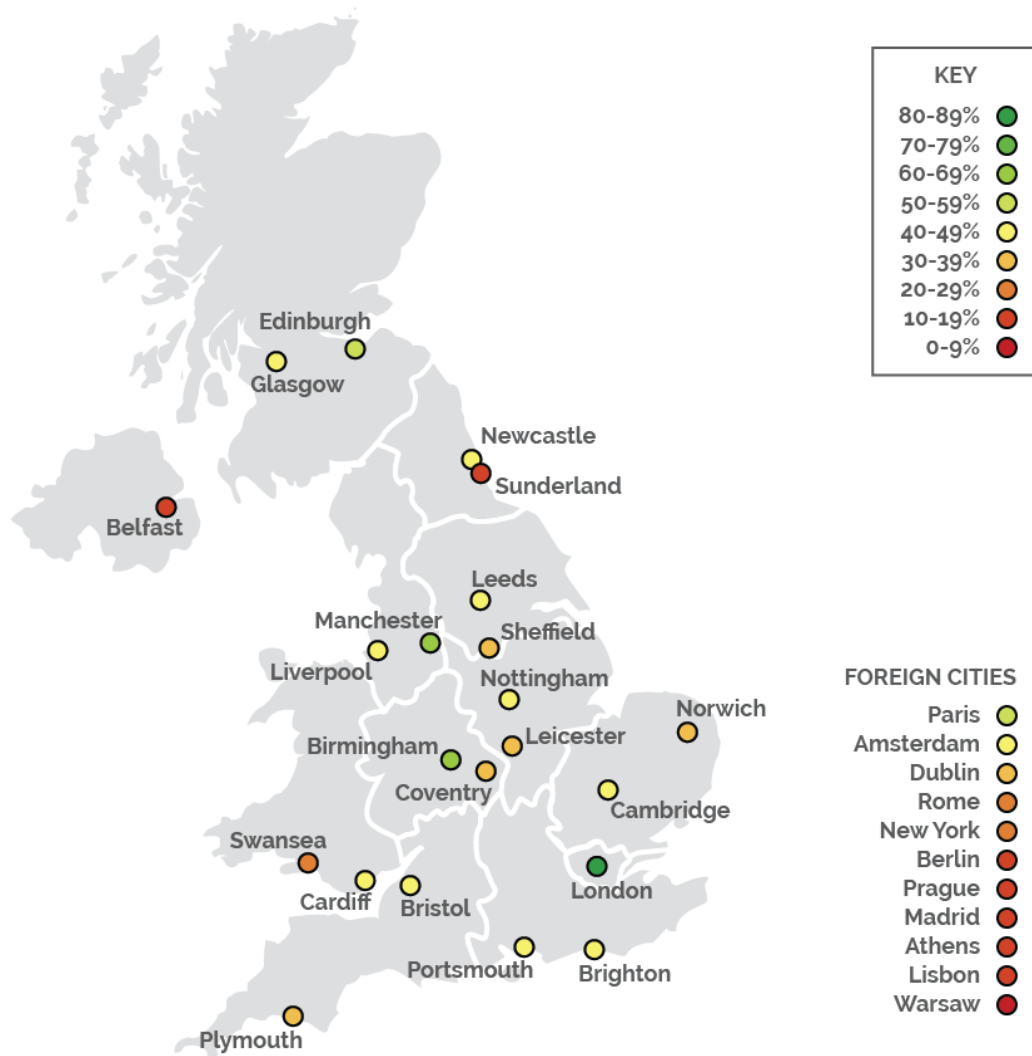 KEY
80-89%
70-79%
60-69%
50-59%
40-49%
30-39%
20-29%
10-19%
0-9%
Edinburgh
Glasgow
Newcastle
Sunderland
Belfast
Leeds
Manchester
Sheffield
Liverpool
Nottingham
Norwich
Birmingham
Leicester
Coventry
Cambridge
Swansea
Cardiff
Bristol
London
Portsmouth
Brighton
Plymouth
FOREIGN CITIES
Paris
Amsterdam
Dublin
Rome
New York
Berlin
Prague
Madrid
Athens
Lisbon
Warsaw